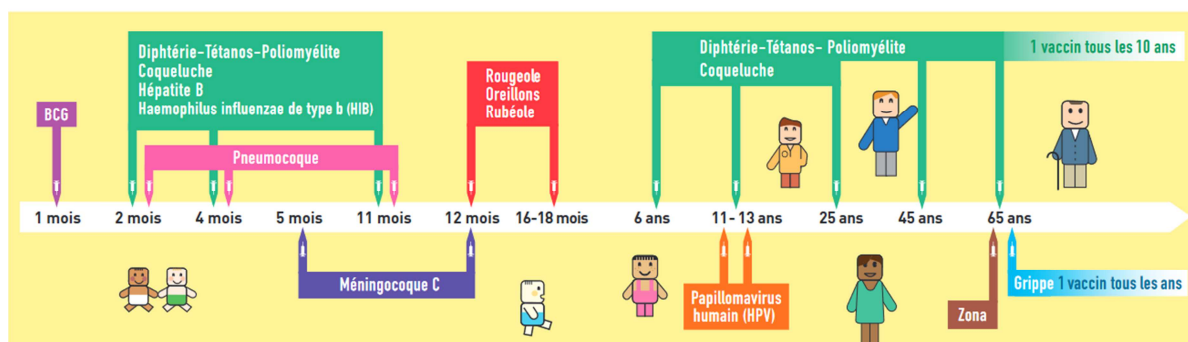 Diphtérie-Tétanos-Poliomyélite
Coqueluche
Hépatite B
Haemophilus influenzae de type b (HIB)
BCG
Pneumocoque
Rougeole
Oreillons
Rubéole
Diphtérie-Tétanos- Poliomyélite
Coqueluche
1 vaccin tous les 10 ans
1 mois
2 mois
4 mois
5 mois
11 mois
12 mois
16-18 mois
6 ans
11- 13 ans
25 ans
45 ans
65 ans
Méningocoque C
Papillomavirus
humain (HPV)
Zona
Grippe 1 vaccin tous les ans